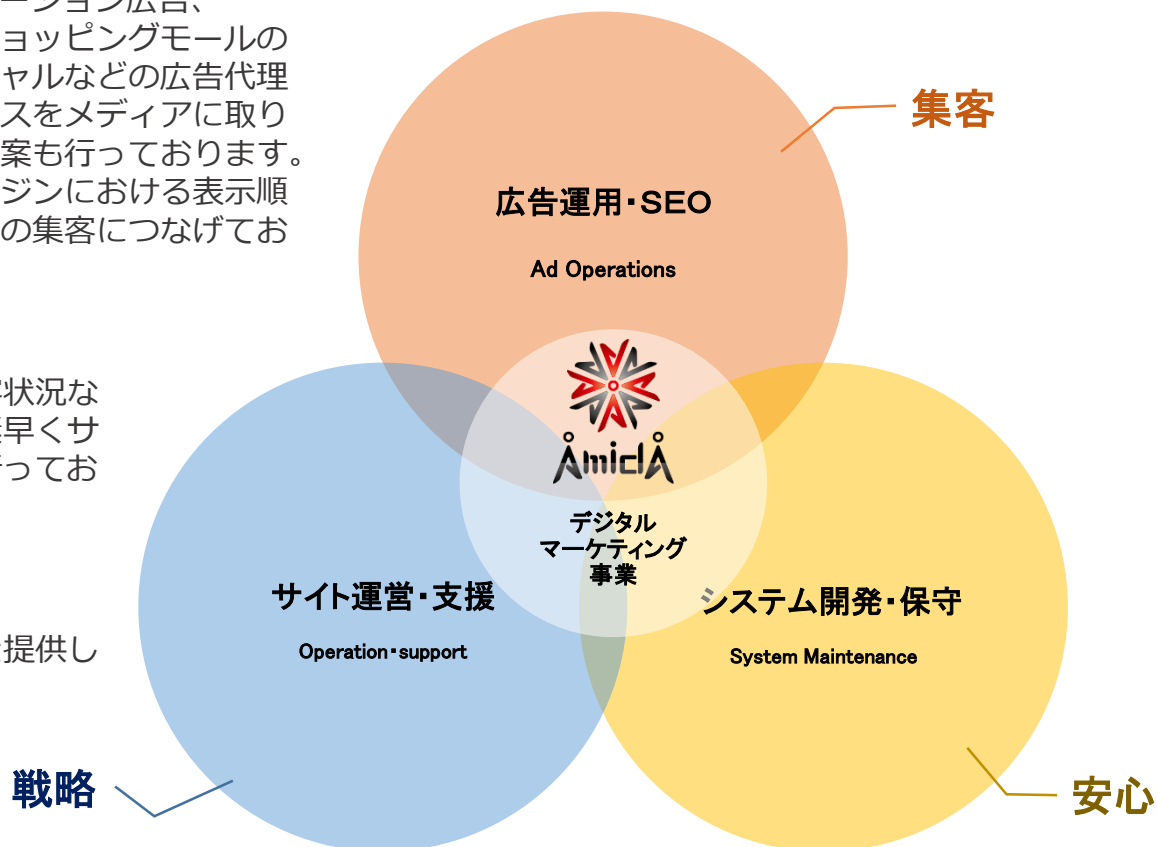 ーション広告、
ョッピングモールの
ャルなどの広告代理
スをメディアに取り
案も行っております。
ジンにおける表示順
の集客につなげてお
状況な
早くサ
ってお
提供し
集客
広告運用・SEO
Ad Operations
ÅmidÅ
デジタル
マーケティング
事業
サイト運営・支援
Operation・support
システム開発・保守
System Maintenance
戦略
安心